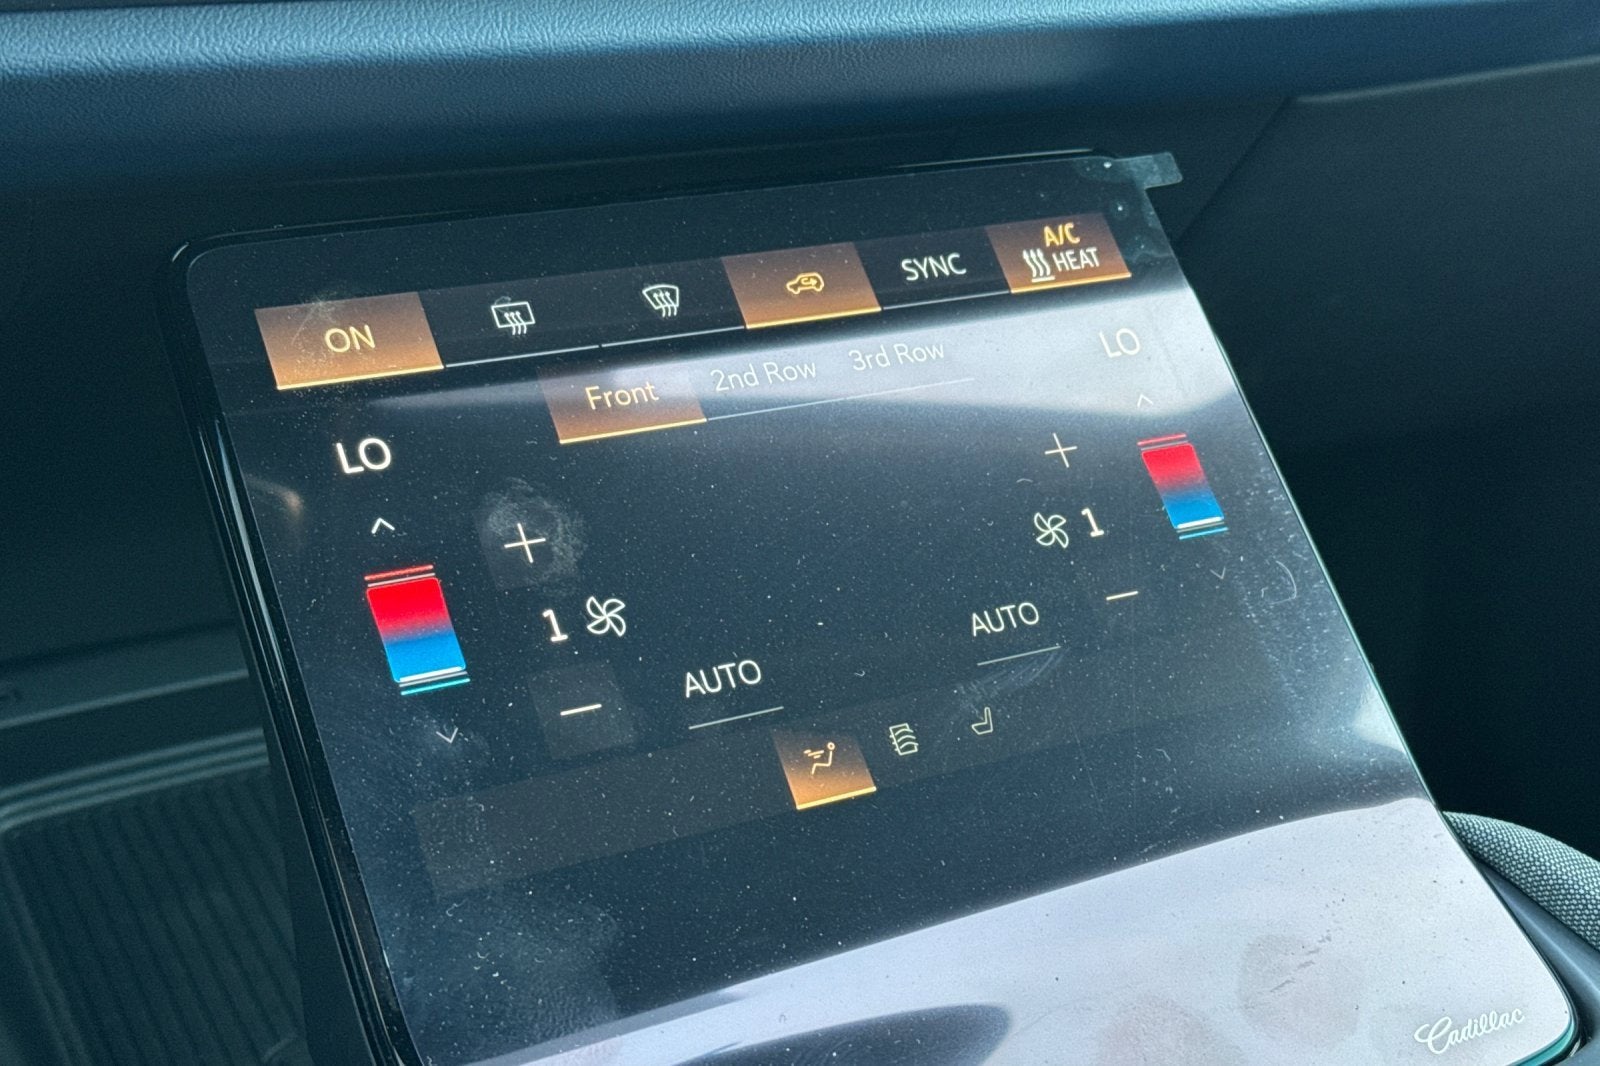 ON
SYNC
A/C
HEAT
Front
2nd Row
3rd Row
LO
LO
1
1
AUTO
AUTO
Cadillac